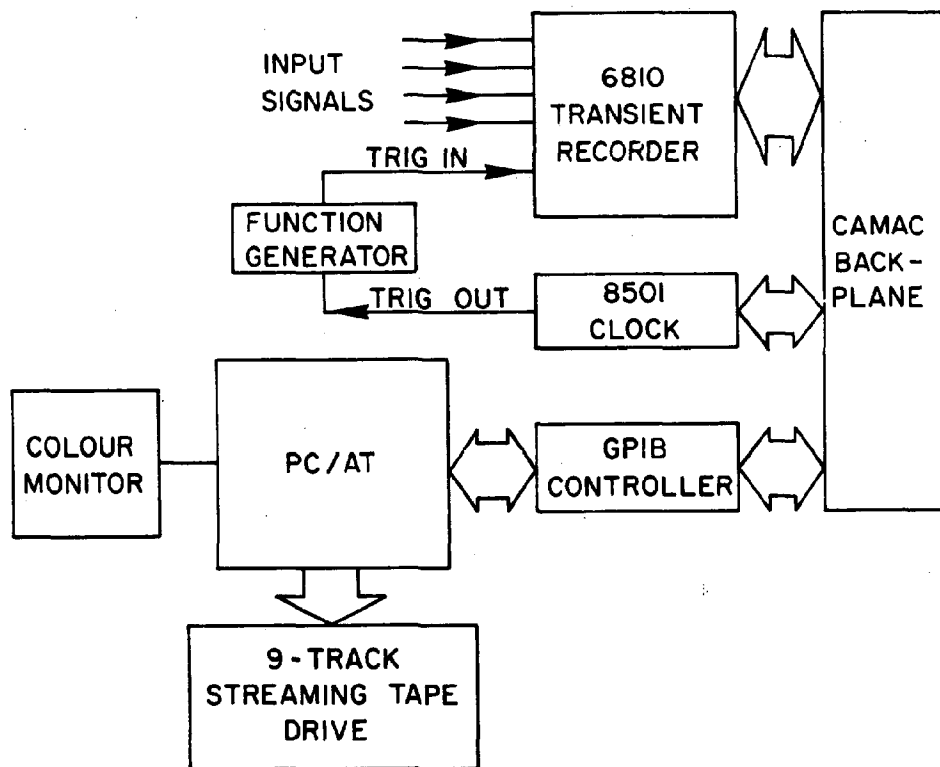 INPUT
SIGNALS
6810
TRANSIENT
RECORDER
TRIG IN
FUNCTION
GENERATOR
TRIG OUT
8501
CLOCK
CAMAC
BACK-
PLANE
COLOUR
MONITOR
PC/AT
GPIB
CONTROLLER
9-TRACK
STREAMING TAPE
DRIVE